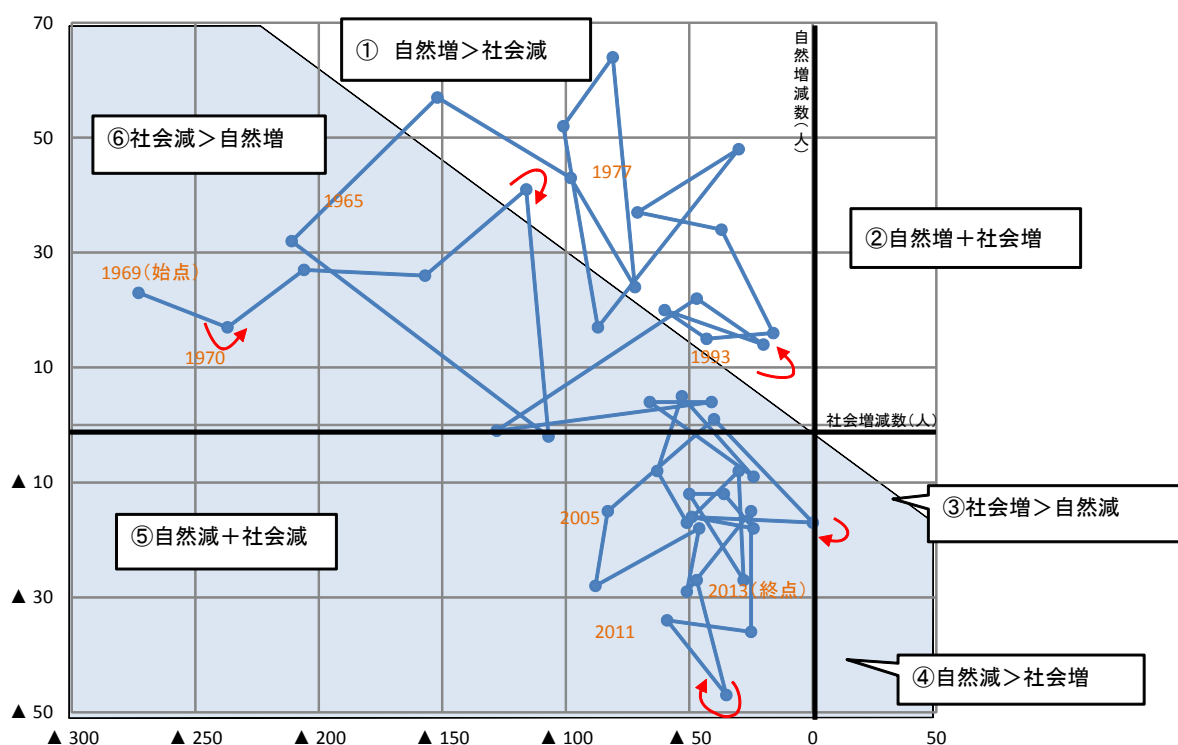 70
50
30
10
▲ 10
▲ 30
▲ 50
① 自然増＞社会減
自然増減数(人)
⑥社会減＞自然増
1977
1965
②自然増＋社会増
1969(始点)
1970
1993
社会増減数(人)
③社会増＞自然減
2005
⑤自然減＋社会減
2013(終点)
2011
④自然減＞社会増
▲ 300
▲ 250
▲ 200
▲ 150
▲ 100
▲ 50
0
50